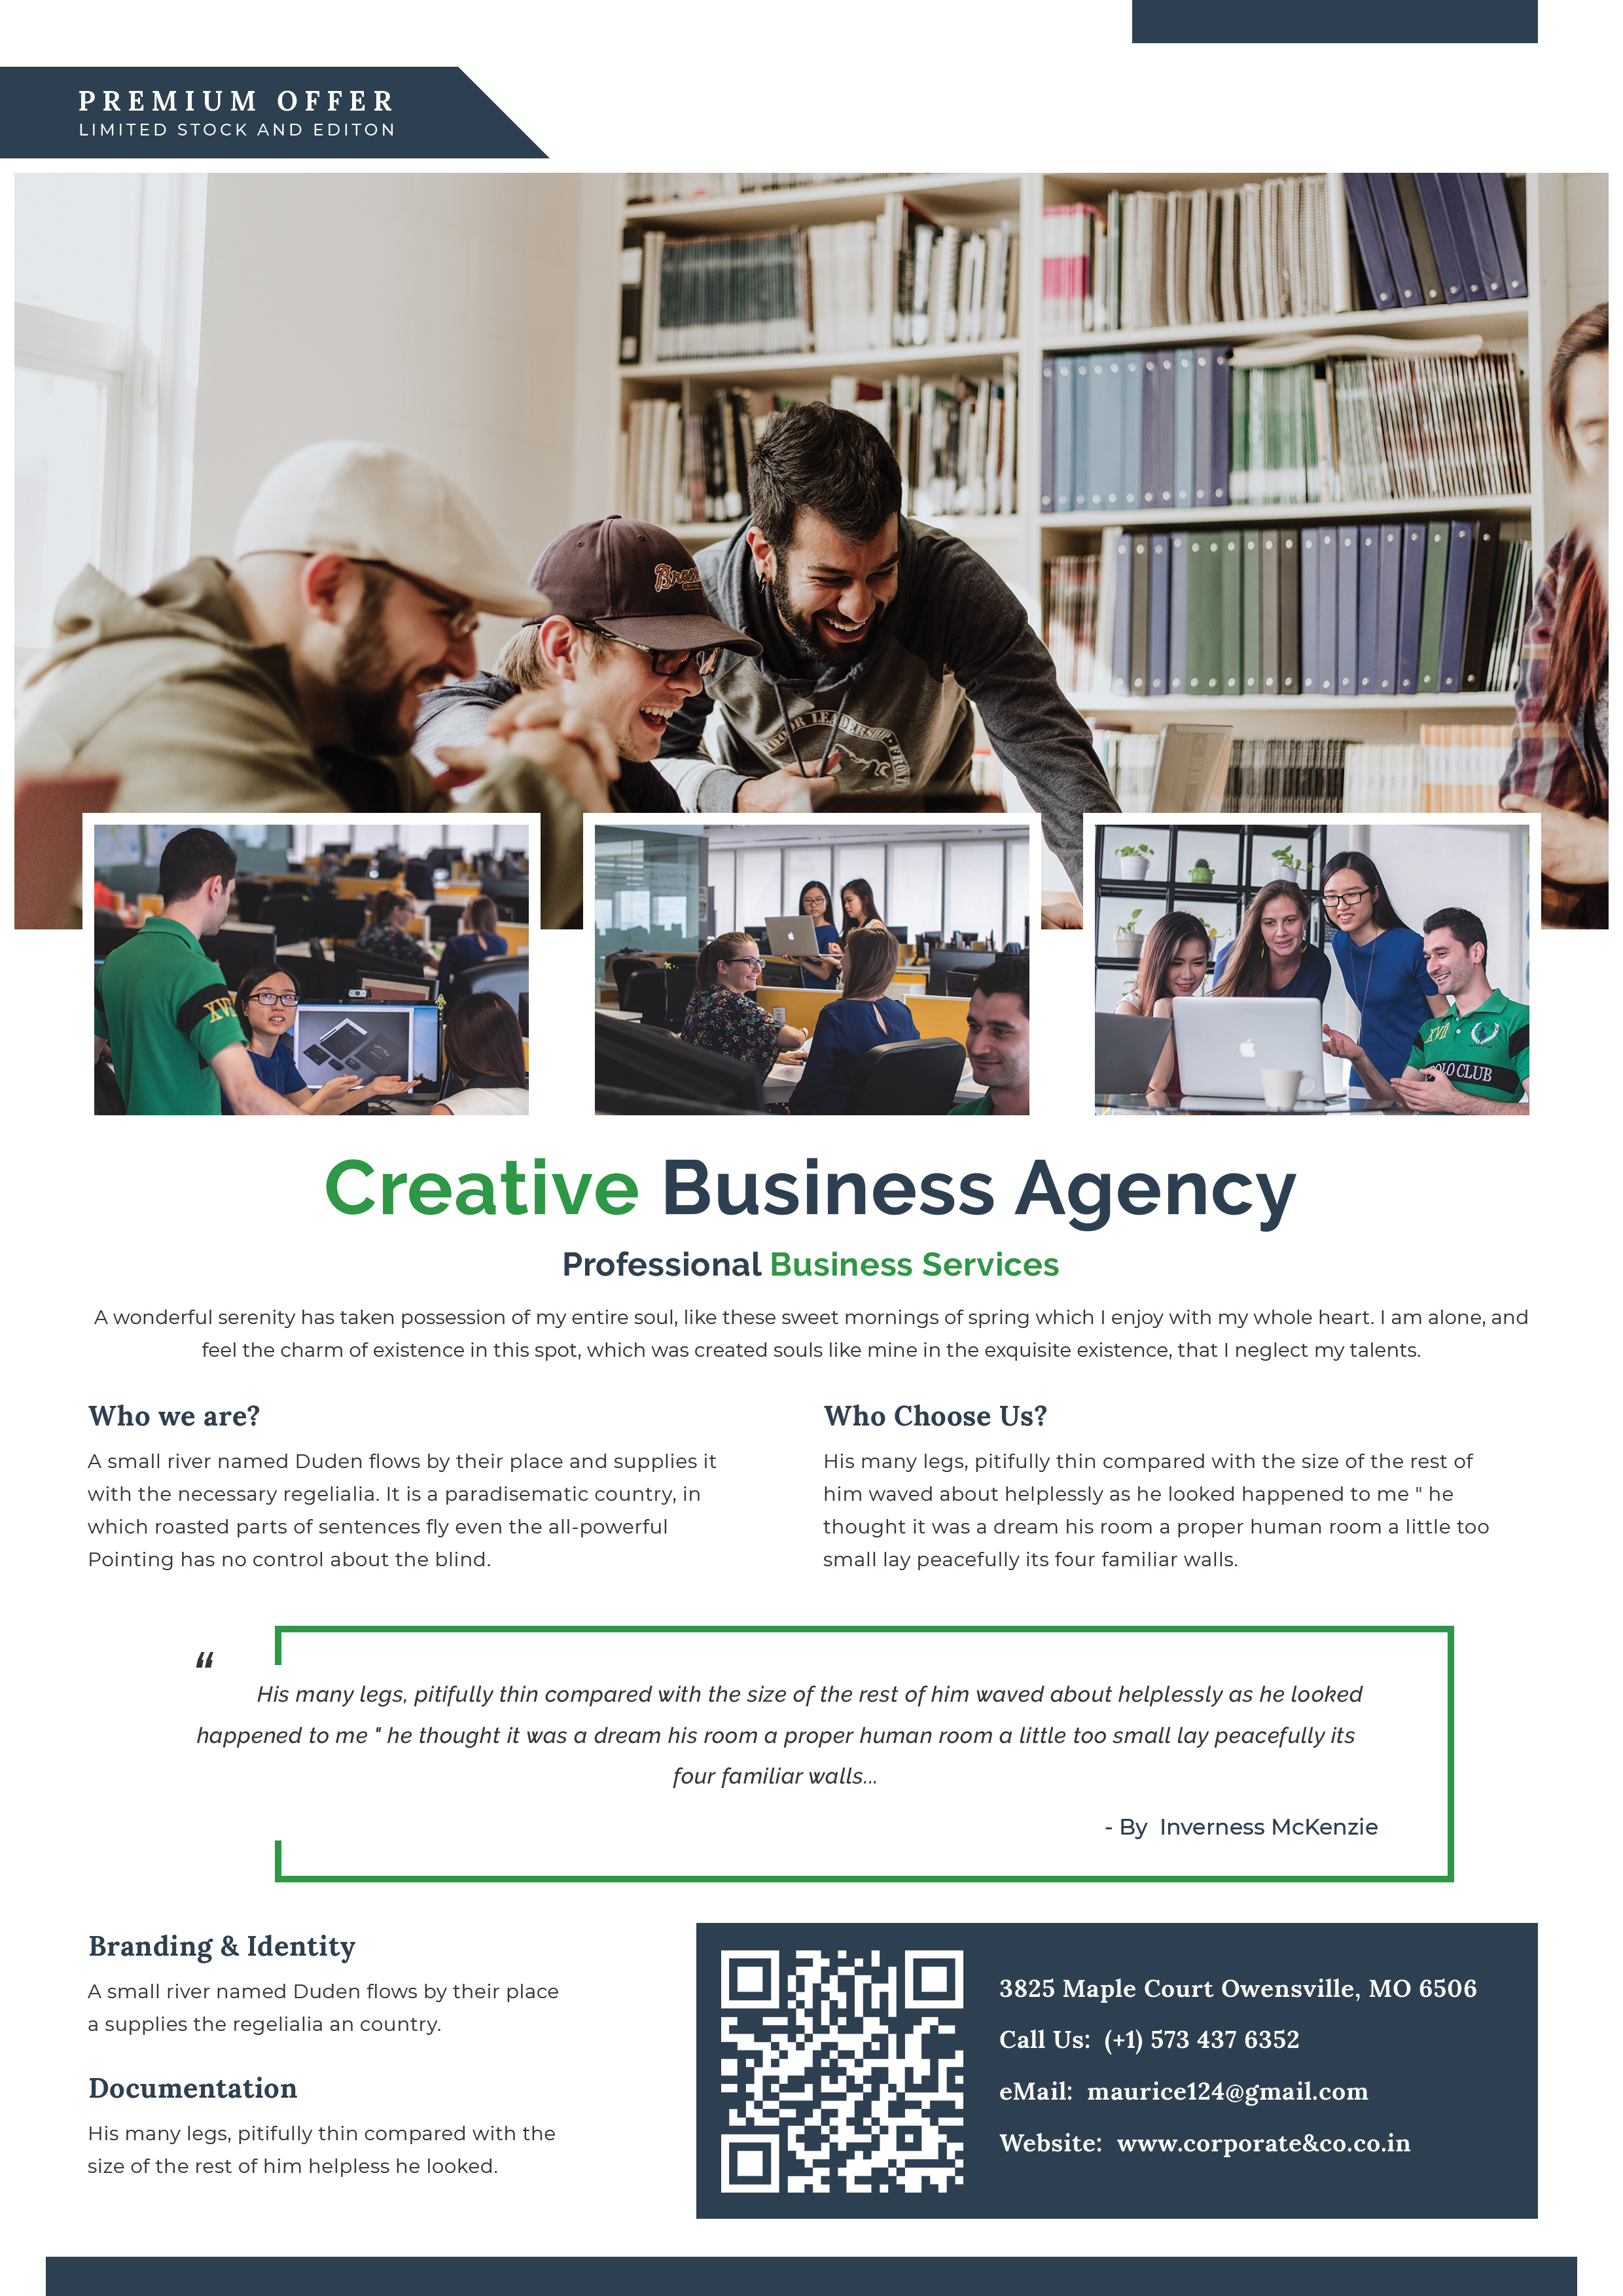 PREMIUM OFFER
LIMITED STOCK AND EDITON
XVII
POLO CLUB
Creative Business Agency
Professional Business Services
A wonderful serenity has taken possession of my entire soul, like these sweet mornings of spring which I enjoy with my whole heart. I am alone, and
feel the charm of existence in this spot, which was created souls like mine in the exquisite existence, that I neglect my talents.
Who we are?
A small river named Duden flows by their place and supplies it
with the necessary regelialia. It is a paradisematic country, in
which roasted parts of sentences fly even the all-powerful
Pointing has no control about the blind.
Who Choose Us?
His many legs, pitifully thin compared with the size of the rest of
him waved about helplessly as he looked happened to me " he
thought it was a dream his room a proper human room a little too
small lay peacefully its four familiar walls.
“
His many legs, pitifully thin compared with the size of the rest of him waved about helplessly as he looked
happened to me " he thought it was a dream his room a proper human room a little too small lay peacefully its
four familiar walls...
- By Inverness McKenzie
Branding & Identity
A small river named Duden flows by their place
a supplies the regelialia an country.
Documentation
His many legs, pitifully thin compared with the
size of the rest of him helpless he looked.
3825 Maple Court Owensville, MO 6506
Call Us: (+1) 573 437 6352
eMail: maurice124@gmail.com
Website: www.corporate&co.co.in